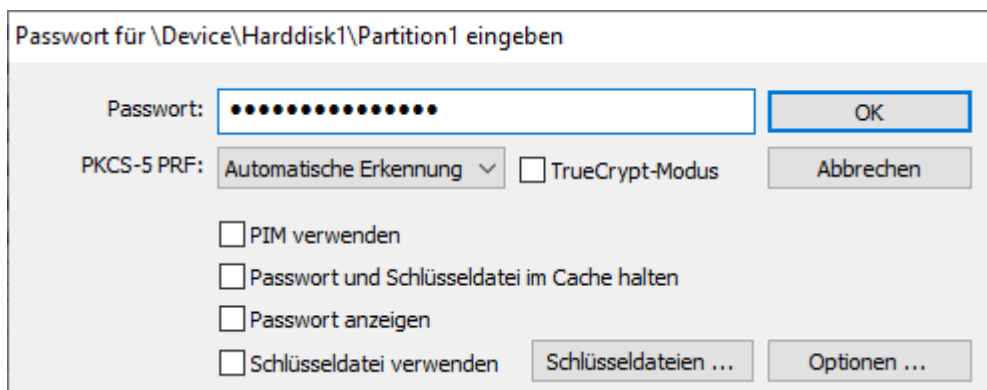 Passwort für \Device\Harddisk1\Partition1 eingeben
Passwort: ●●●●●●●●●●●●●●● OK
PKCS-5 PRF: Automatische Erkennung TrueCrypt-Modus Abbrechen
PIM verwenden
Passwort und Schlüsseldatei im Cache halten
Passwort anzeigen
Schlüsseldatei verwenden Schlüsseldateien ... Optionen ...